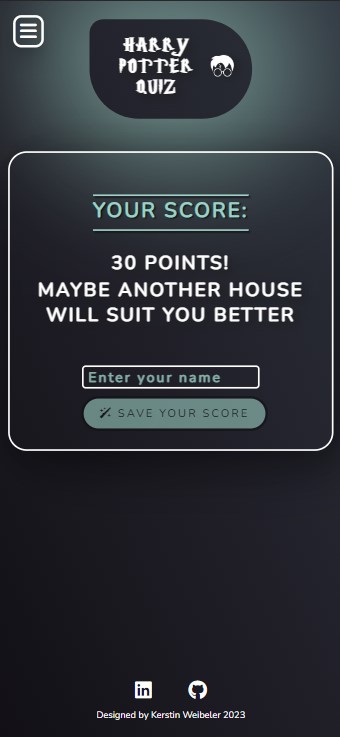 HARRY
POTTER
QUIZ
YOUR SCORE:
30 POINTS!
MAYBE ANOTHER HOUSE
WILL SUIT YOU BETTER
Enter your name
SAVE YOUR SCORE
in
Designed by Kerstin Weibeler 2023